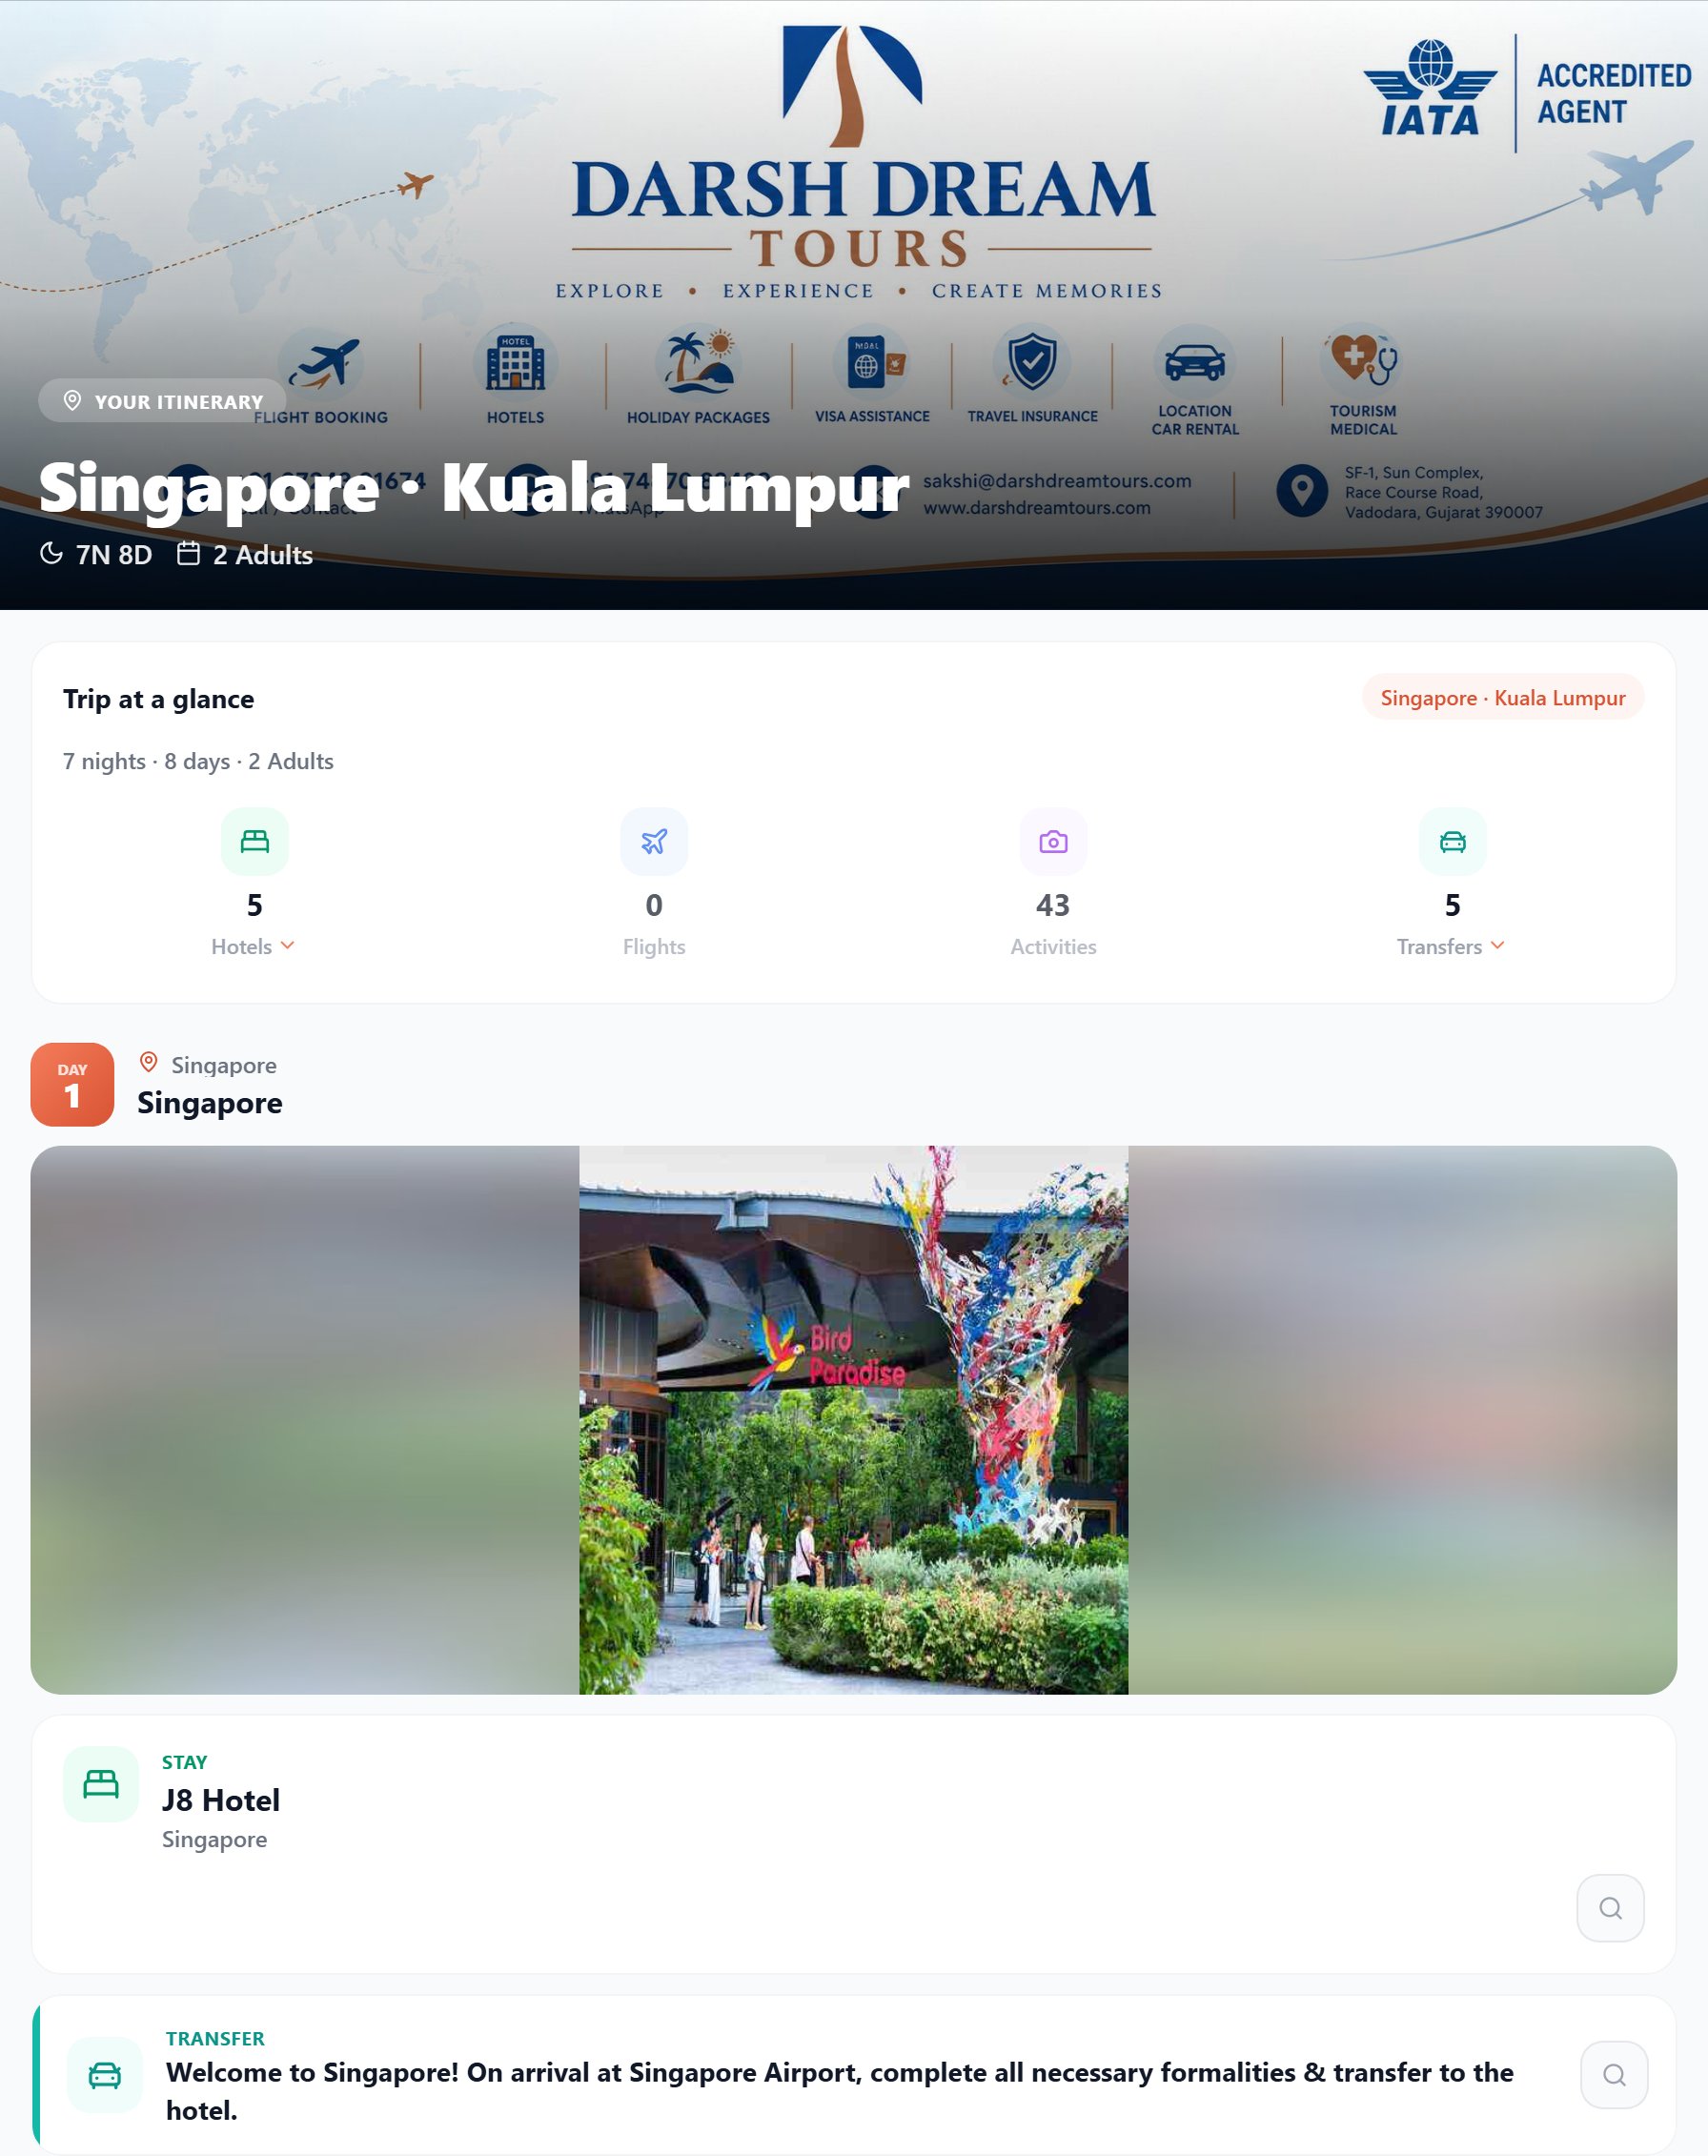 IATA
ACCREDITED
AGENT
DARSH DREAM
TOURS
EXPLORE • EXPERIENCE • CREATE MEMORIES
HOTEL
YOUR ITINERARY
FLIGHT BOOKING
HOTELS
HOLIDAY PACKAGES
VISA ASSISTANCE
TRAVEL INSURANCE
LOCATION
CAR RENTAL
TOURISM
MEDICAL
Singapore · Kuala Lumpur
WhatsApp
sakshi@darshdreamtours.com
www.darshdreamtours.com
SF-1, Sun Complex,
Race Course Road,
Vadodara, Gujarat 390007
7N 8D
2 Adults
Trip at a glance
Singapore · Kuala Lumpur
7 nights · 8 days · 2 Adults
5
Hotels
0
Flights
43
Activities
5
Transfers
DAY
1
Singapore
Singapore
Bird
Paradise
STAY
J8 Hotel
Singapore
TRANSFER
Welcome to Singapore! On arrival at Singapore Airport, complete all necessary formalities & transfer to the
hotel.